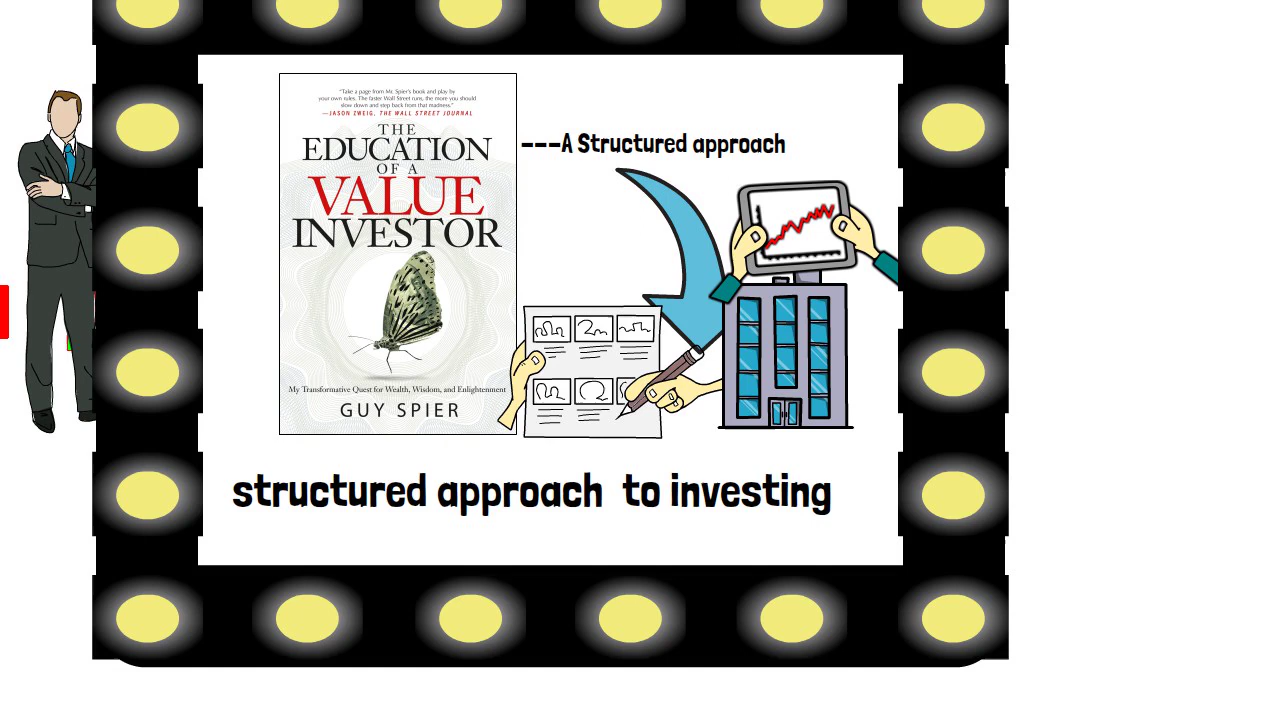 "Take a page from Mr. Spier's book and play by
your own rules. The faster Wall Street runs, the more you should
slow down and step back from that madness."
—JASON ZWEIG, THE WALL STREET JOURNAL
THE
EDUCATION
OF A
VALUE
INVESTOR
My Transformative Quest for Wealth, Wisdom, and Enlightenment
GUY SPIER
---A Structured approach
structured approach to investing